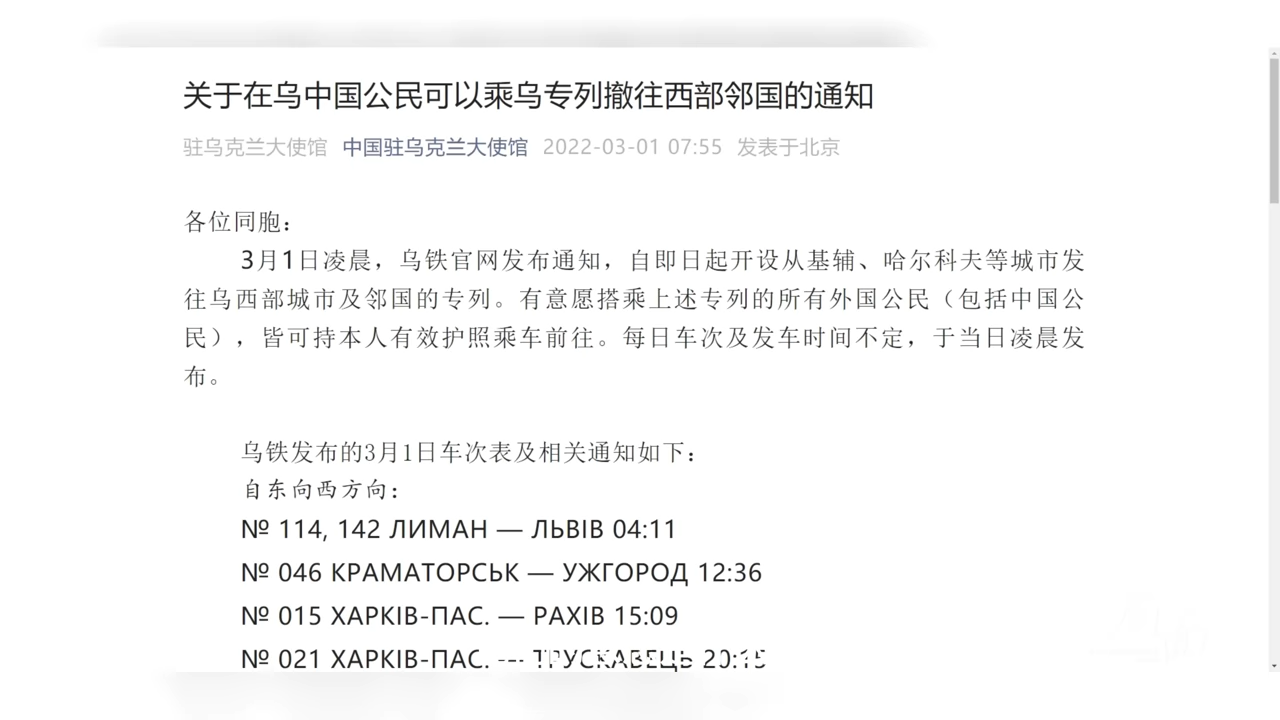 关于在乌中国公民可以乘乌专列撤往西部邻国的通知
驻乌克兰大使馆 中国驻乌克兰大使馆 2022-03-01 07:55 发表于北京
各位同胞：
3月1日凌晨，乌铁官网发布通知，自即日起开设从基辅、哈尔科夫等城市发
往乌西部城市及邻国的专列。有意愿搭乘上述专列的所有外国公民（包括中国公
民），皆可持本人有效护照乘车前往。每日车次及发车时间不定，于当日凌晨发
布。
乌铁发布的3月1日车次表及相关通知如下：
自东向西方向：
№ 114, 142 ЛИМАН — ЛЬВІВ 04:11
№ 046 КРАМАТОРСЬК — УЖГОРОД 12:36
№ 015 ХАРКІВ-ПАС. — РАХІВ 15:09
№ 021 ХАРКІВ-ПАС. — ТРУСКАВЕЦЬ